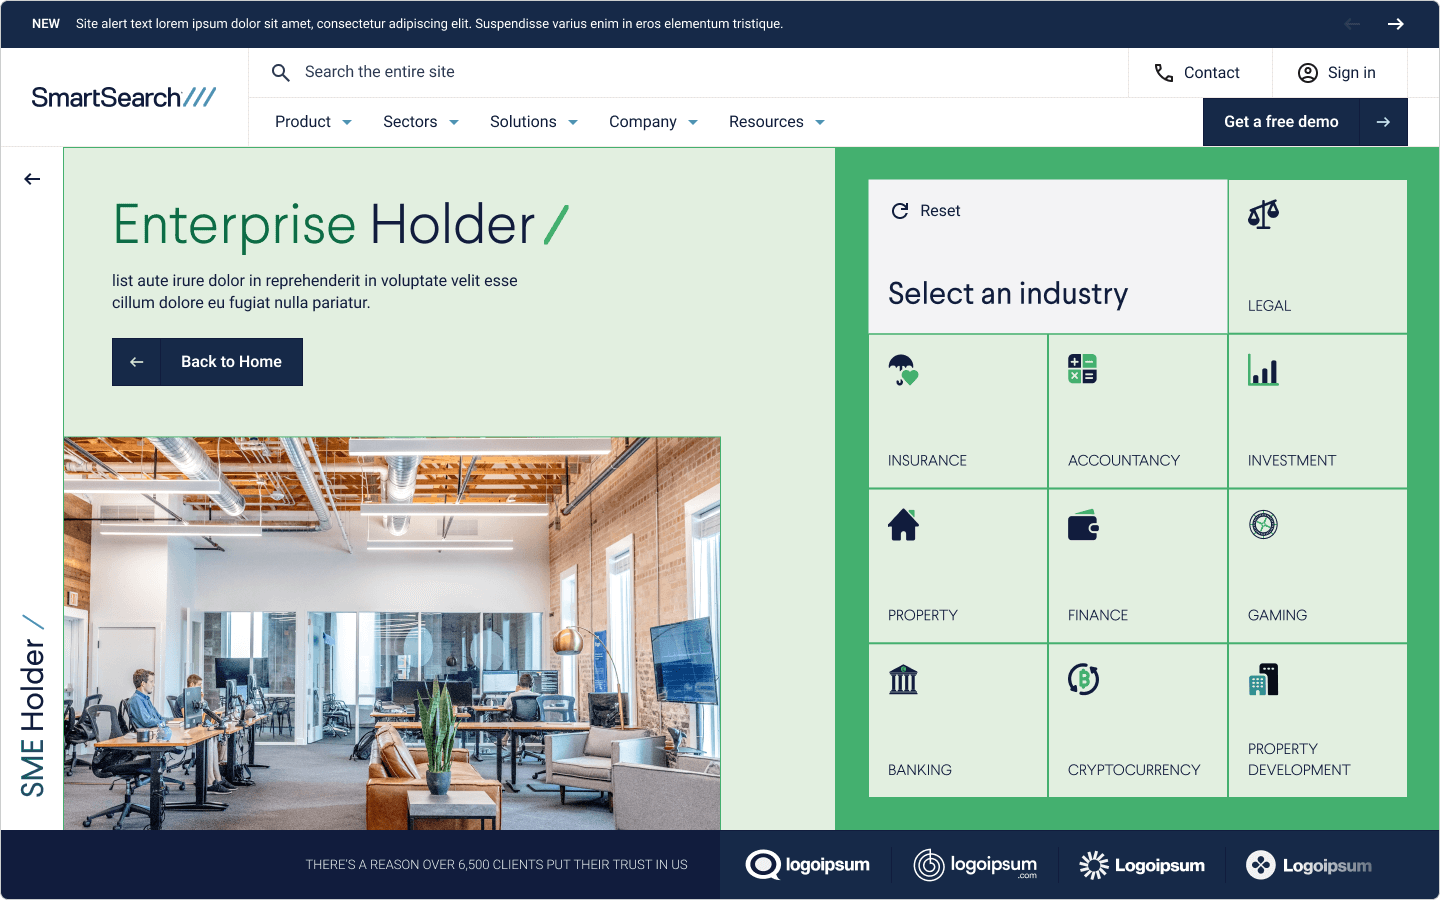 NEW Site alert text lorem ipsum dolor sit amet, consectetur adipiscing elit. Suspendisse varius enim in eros elementum tristique.
SmartSearch
Search the entire site
Contact
Sign in
Product
Sectors
Solutions
Company
Resources
Get a free demo
Enterprise Holder /
list aute irure dolor in reprehenderit in voluptate velit esse
cillum dolore eu fugiat nulla pariatur.
Back to Home
SME Holder /
Reset
Select an industry
LEGAL
INSURANCE
ACCOUNTANCY
INVESTMENT
PROPERTY
FINANCE
GAMING
BANKING
CRYPTOCURRENCY
PROPERTY
DEVELOPMENT
THERE'S A REASON OVER 6,500 CLIENTS PUT THEIR TRUST IN US
logoipsum
logoipsum
.com
Logoipsum
Logoipsum